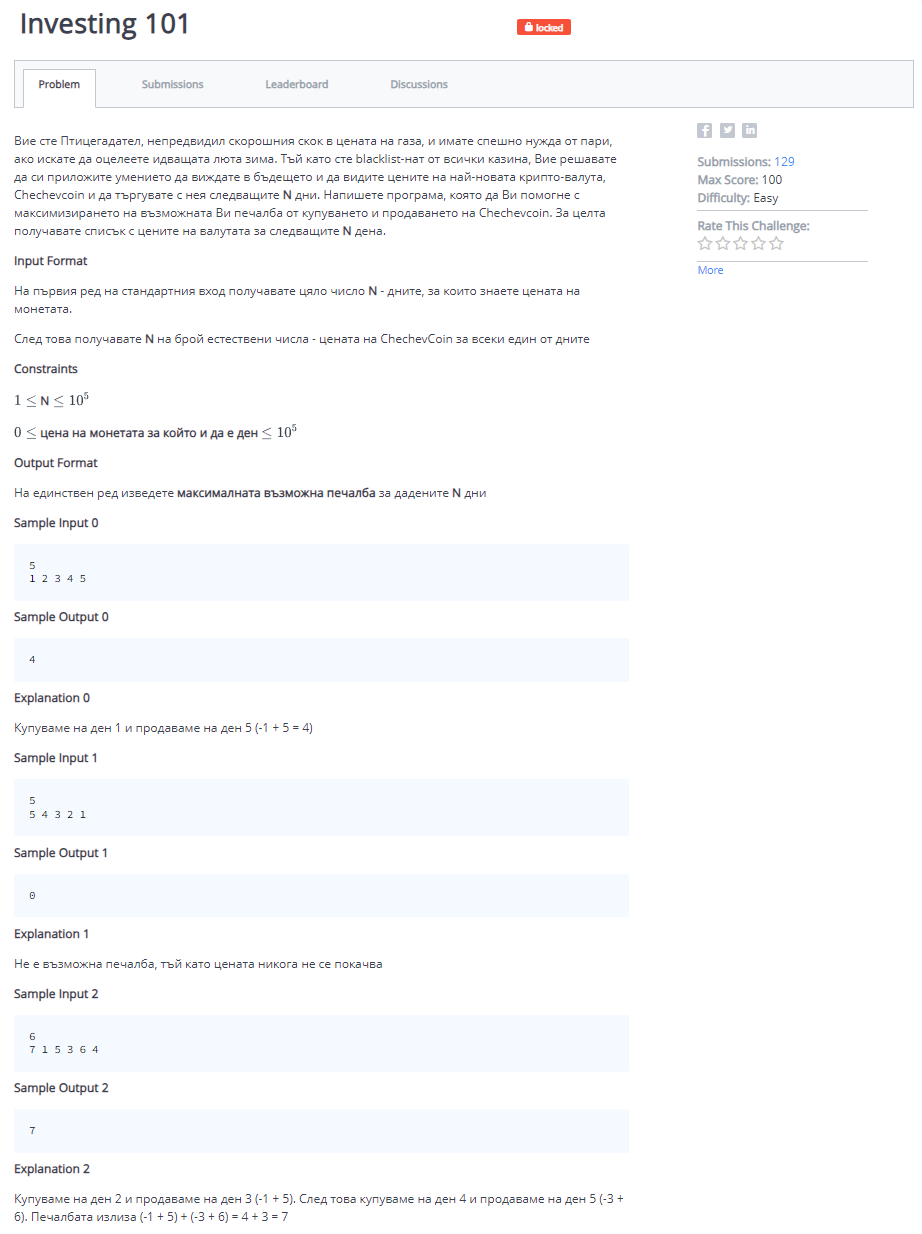 Investing 101
locked
Problem
Submissions
Leaderboard
Discussions
Вие сте Птицегадател, непредвидил скорошния скок в цената на газа, и имате спешно нужда от пари,
ако искате да оцелеете идващата люта зима. Тъй като сте blacklist-нат от всички казина, Вие решавате
да си приложите умението да виждате в бъдещето и да видите цените на най-новата крипто-валута,
Chechevcoin и да търгувате с нея следващите N дни. Напишете програма, която да Ви помогне с
максимизирането на възможната Ви печалба от купуването и продаването на Chechevcoin. За целта
получавате списък с цените на валутата за следващите N дена.
Input Format
На първия ред на стандартния вход получавате цяло число N - дните, за които знаете цената на
монетата.
След това получавате N на брой естествени числа - цената на ChechevCoin за всеки един от дните
Constraints
1 ≤ N ≤ 10⁵
0 ≤ цена на монетата за който и да е ден ≤ 10⁵
Output Format
На единствен ред изведете максималната възможна печалба за дадените N дни
Sample Input 0
5
1 2 3 4 5
Sample Output 0
4
Explanation 0
Купуваме на ден 1 и продаваме на ден 5 (-1 + 5 = 4)
Sample Input 1
5
5 4 3 2 1
Sample Output 1
0
Explanation 1
Не е възможна печалба, тъй като цената никога не се покачва
Sample Input 2
6
7 1 5 3 6 4
Sample Output 2
7
Explanation 2
Купуваме на ден 2 и продаваме на ден 3 (-1 + 5). След това купуваме на ден 4 и продаваме на ден 5 (-3 +
6). Печалбата излиза (-1 + 5) + (-3 + 6) = 4 + 3 = 7
Submissions: 129
Max Score: 100
Difficulty: Easy
Rate This Challenge:
More